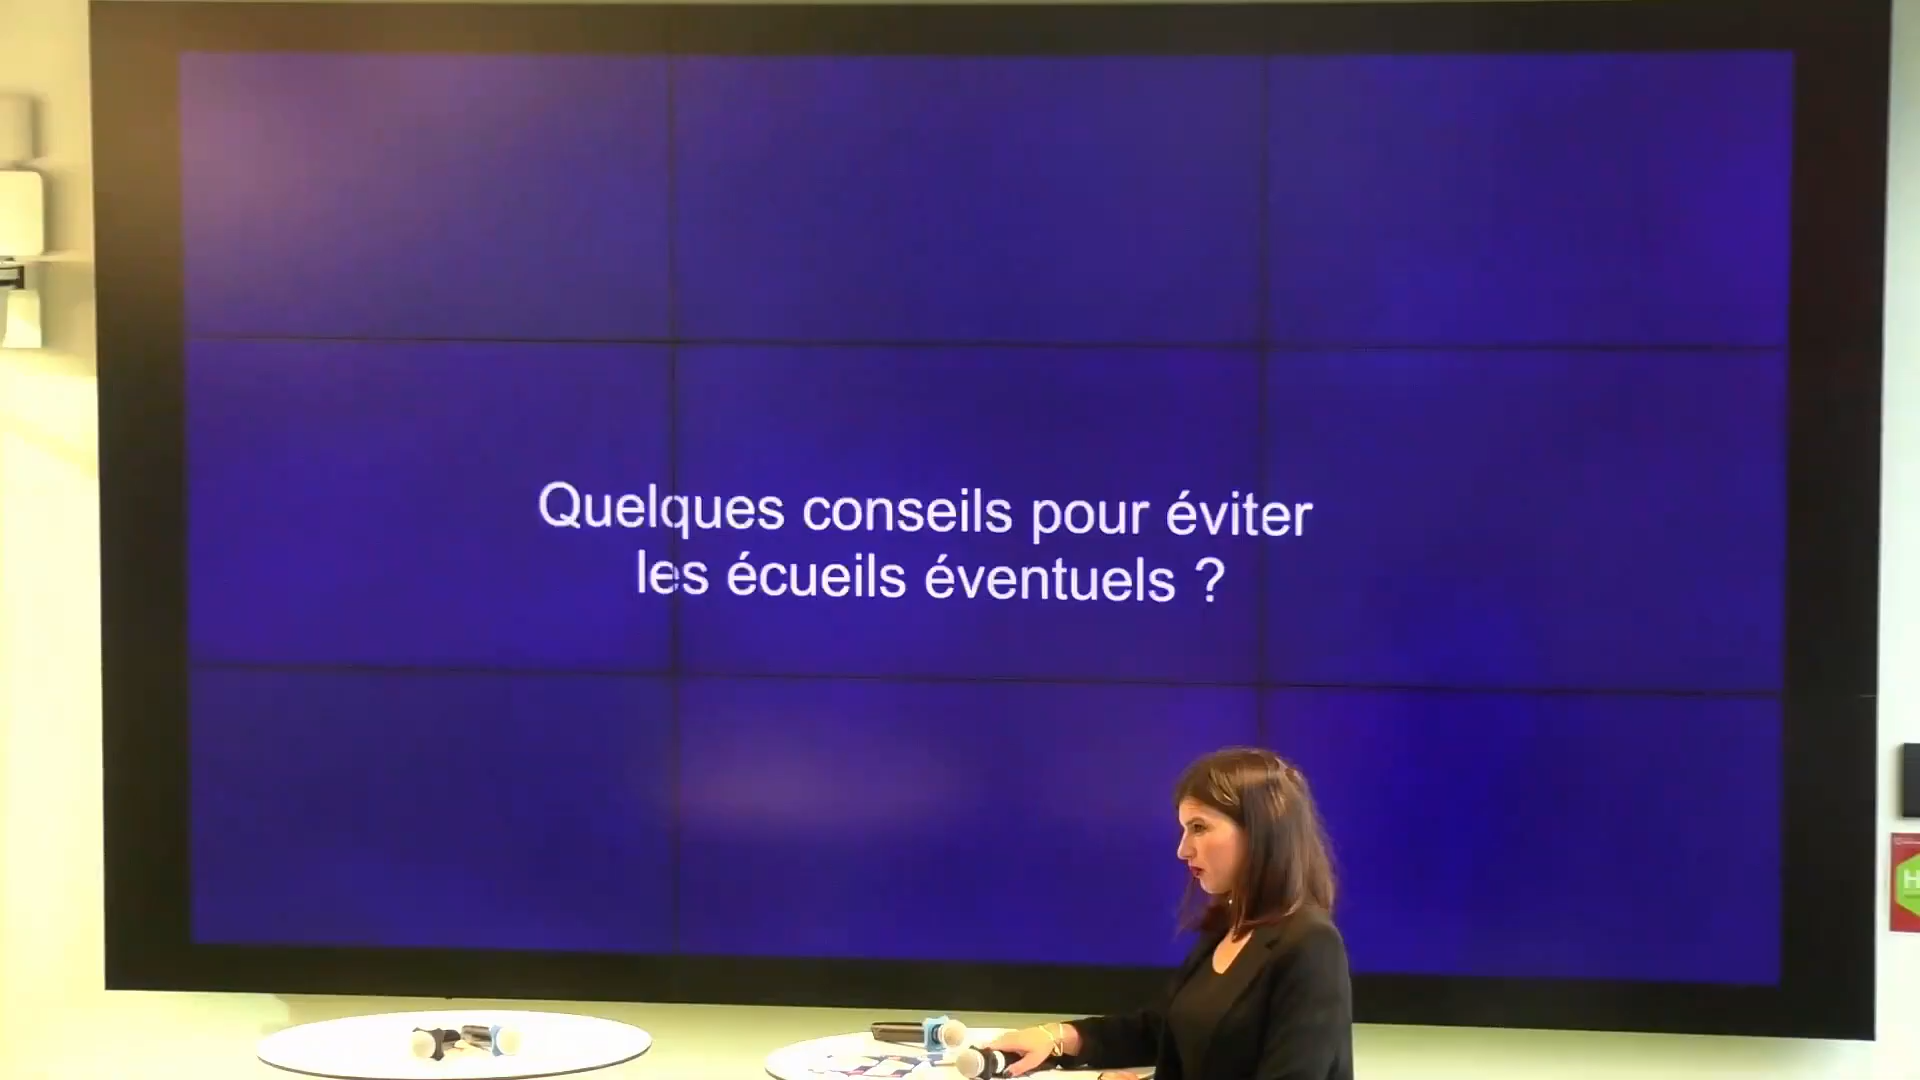 Quelques conseils pour éviter
les écueils éventuels ?
H